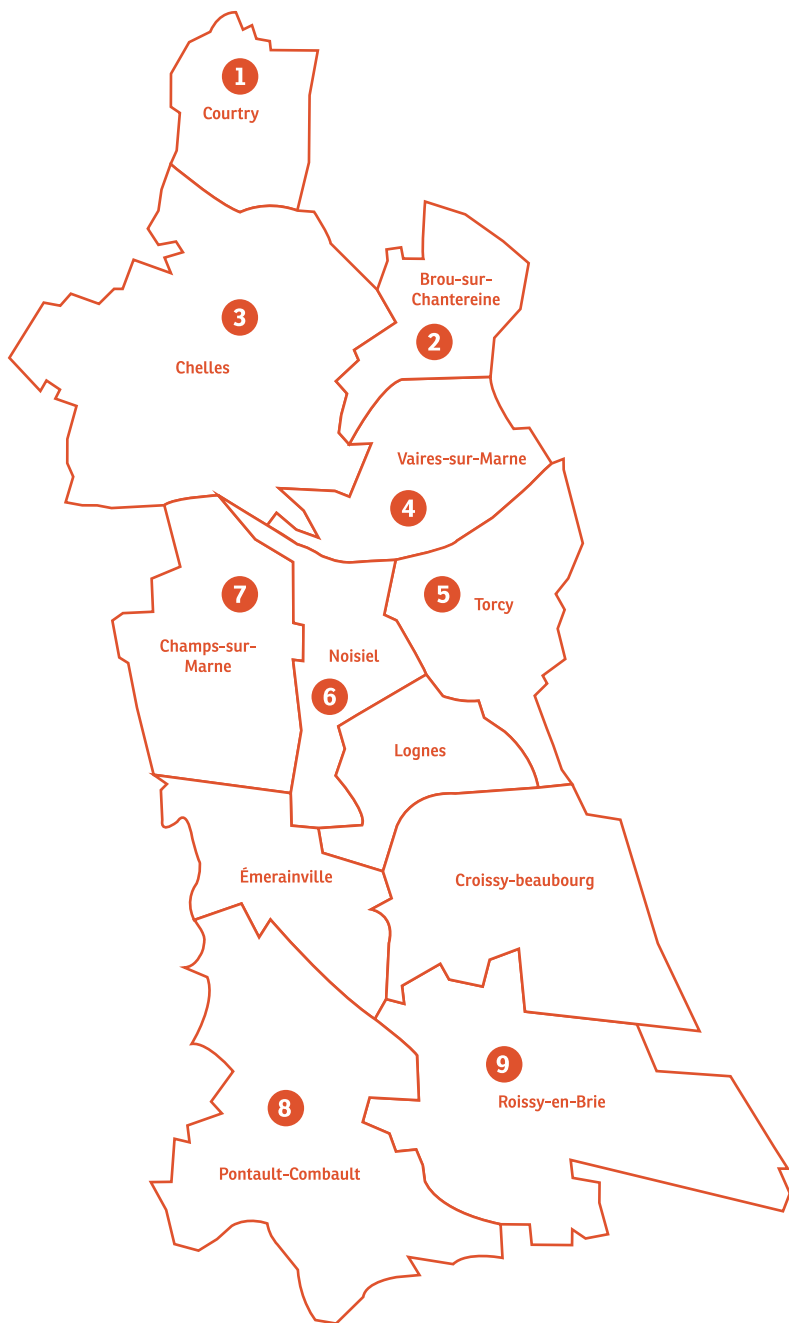 1
Courtry
Brou-sur-
Chantereine
2
3
Chelles
Vaires-sur-Marne
4
7
Champs-sur-
Marne
5
Torcy
Noisiel
6
Lognes
Émerainville
Croissy-beaubourg
9
Roissy-en-Brie
8
Pontault-Combault